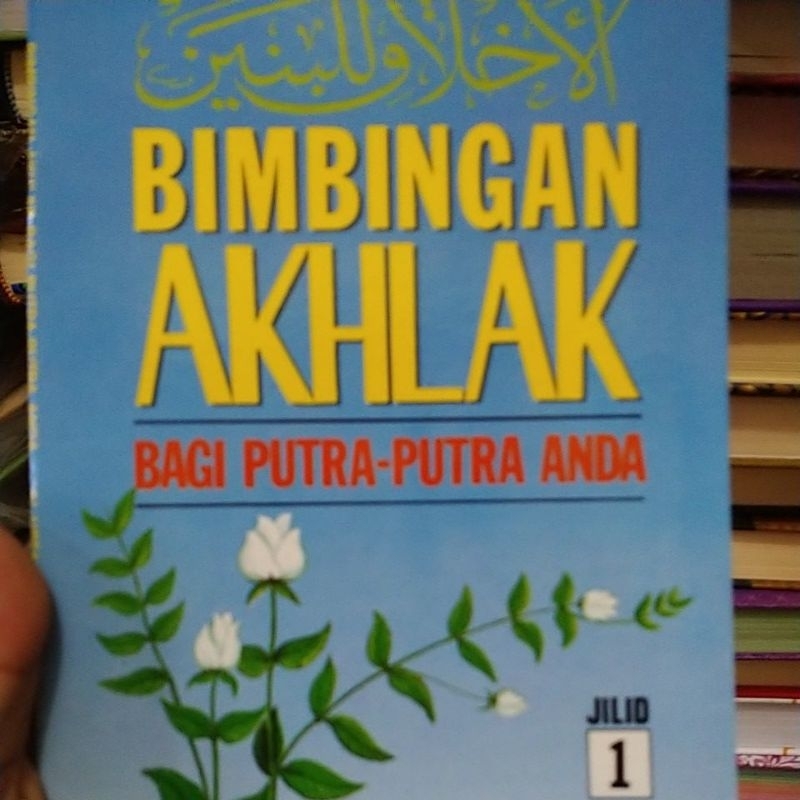 الأخلاق للبنين
BIMBINGAN
AKHLAK
BAGI PUTRA-PUTRA ANDA
JILID
1